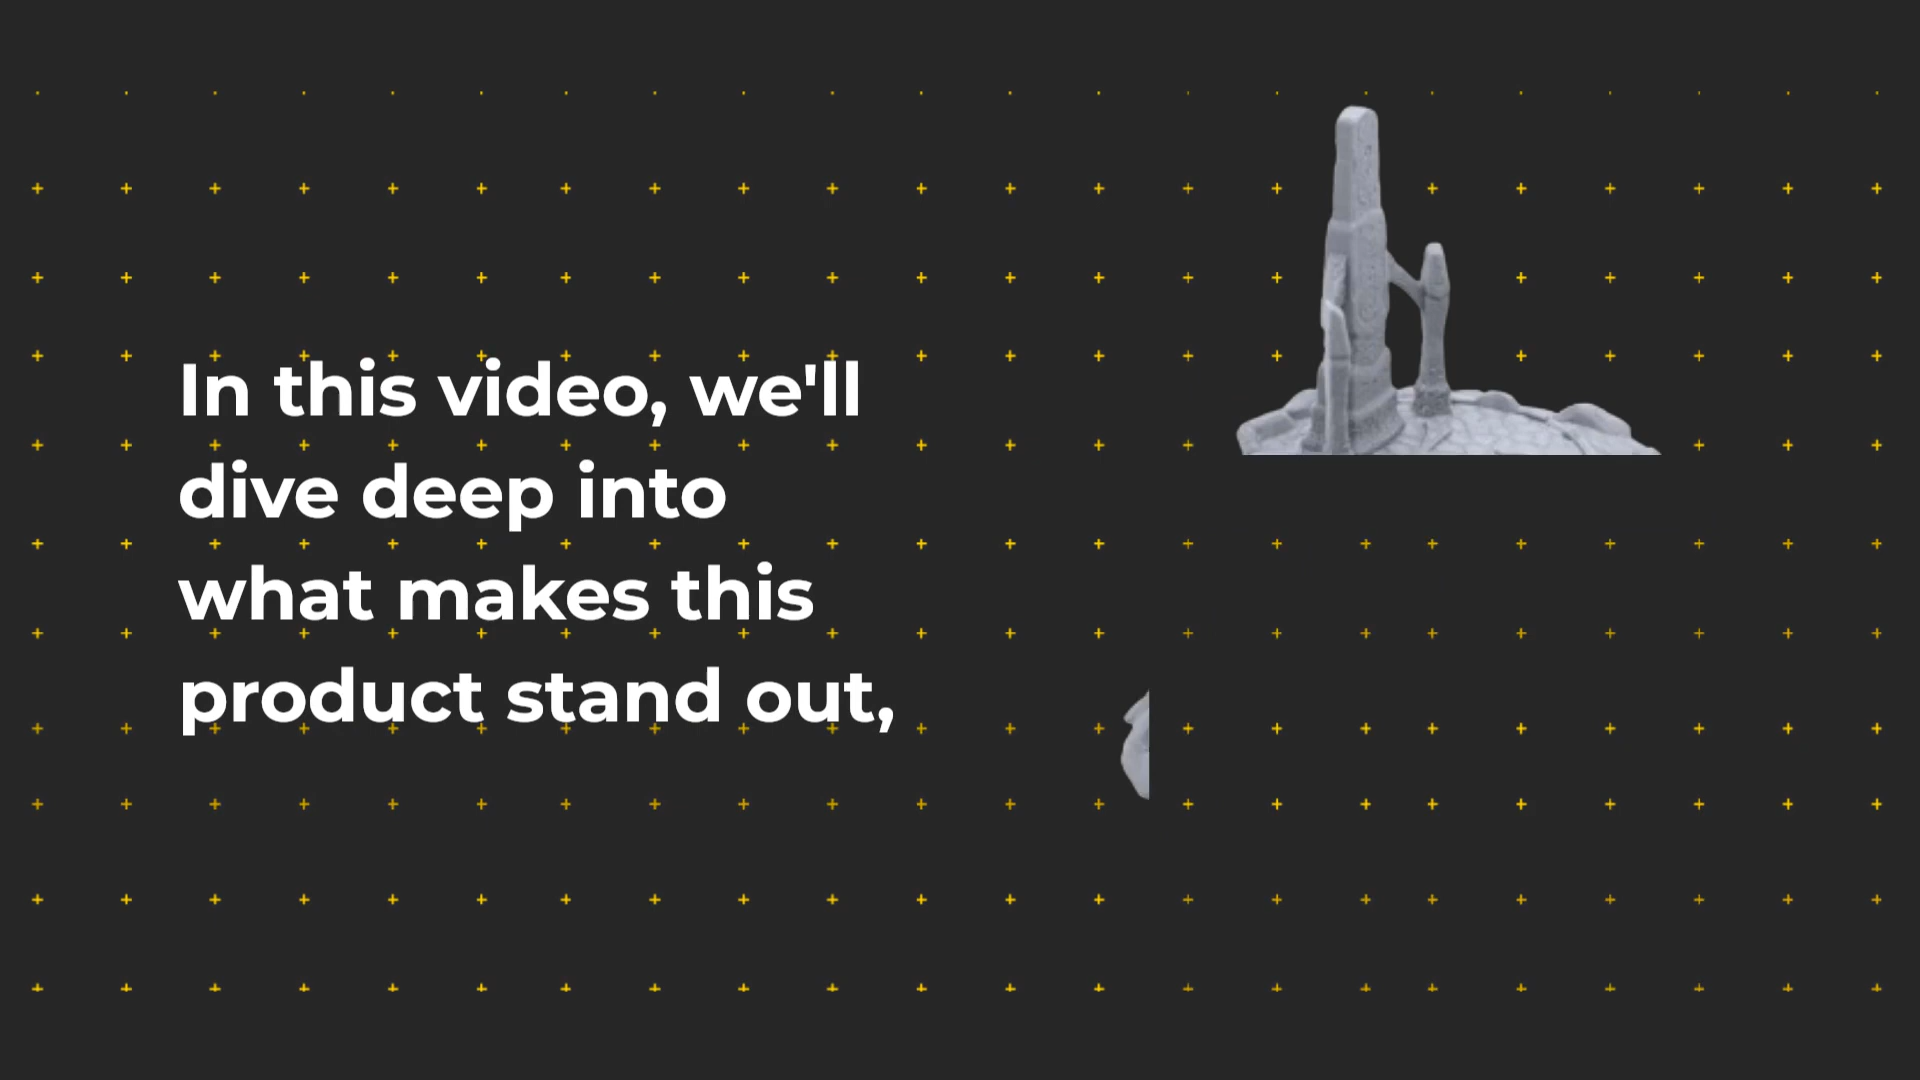 In this video, we'll
dive deep into
what makes this
product stand out,